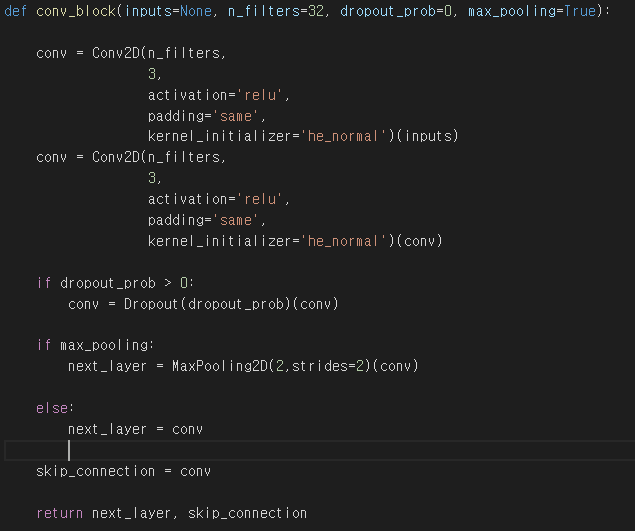 def conv_block(inputs=None, n_filters=32, dropout_prob=0, max_pooling=True):
    conv = Conv2D(n_filters,
                  3,
                  activation='relu',
                  padding='same',
                  kernel_initializer='he_normal')(inputs)
    conv = Conv2D(n_filters,
                  3,
                  activation='relu',
                  padding='same',
                  kernel_initializer='he_normal')(conv)
    if dropout_prob > 0:
        conv = Dropout(dropout_prob)(conv)
    if max_pooling:
        next_layer = MaxPooling2D(2,strides=2)(conv)
    else:
        next_layer = conv
    skip_connection = conv
    return next_layer, skip_connection